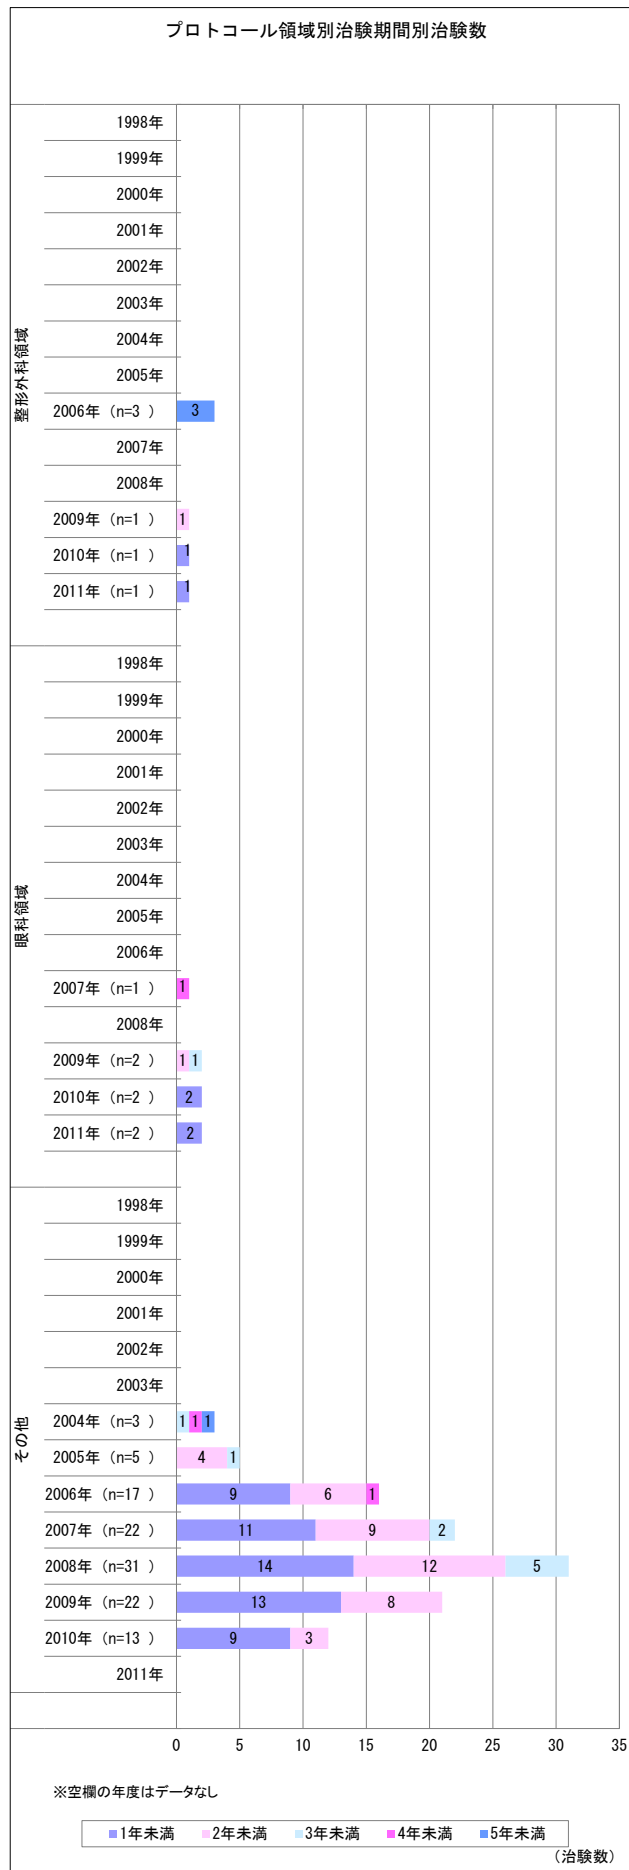 プロトコール領域別治験期間別治験数
整形外科領域
1998年
1999年
2000年
2001年
2002年
2003年
2004年
2005年
2006年 (n=3 ) 3
2007年
2008年
2009年 (n=1 ) 1
2010年 (n=1 ) 1
2011年 (n=1 ) 1
眼科領域
1998年
1999年
2000年
2001年
2002年
2003年
2004年
2005年
2006年
2007年 (n=1 ) 1
2008年
2009年 (n=2 ) 1 1
2010年 (n=2 ) 2
2011年 (n=2 ) 2
その他
1998年
1999年
2000年
2001年
2002年
2003年
2004年 (n=3 ) 1 1 1
2005年 (n=5 ) 4 1
2006年 (n=17 ) 9 6 1
2007年 (n=22 ) 11 9 2
2008年 (n=31 ) 14 12 5
2009年 (n=22 ) 13 8
2010年 (n=13 ) 9 3
2011年
0 5 10 15 20 25 30 35
※空欄の年度はデータなし
1年未満 2年未満 3年未満 4年未満 5年未満
(治験数)